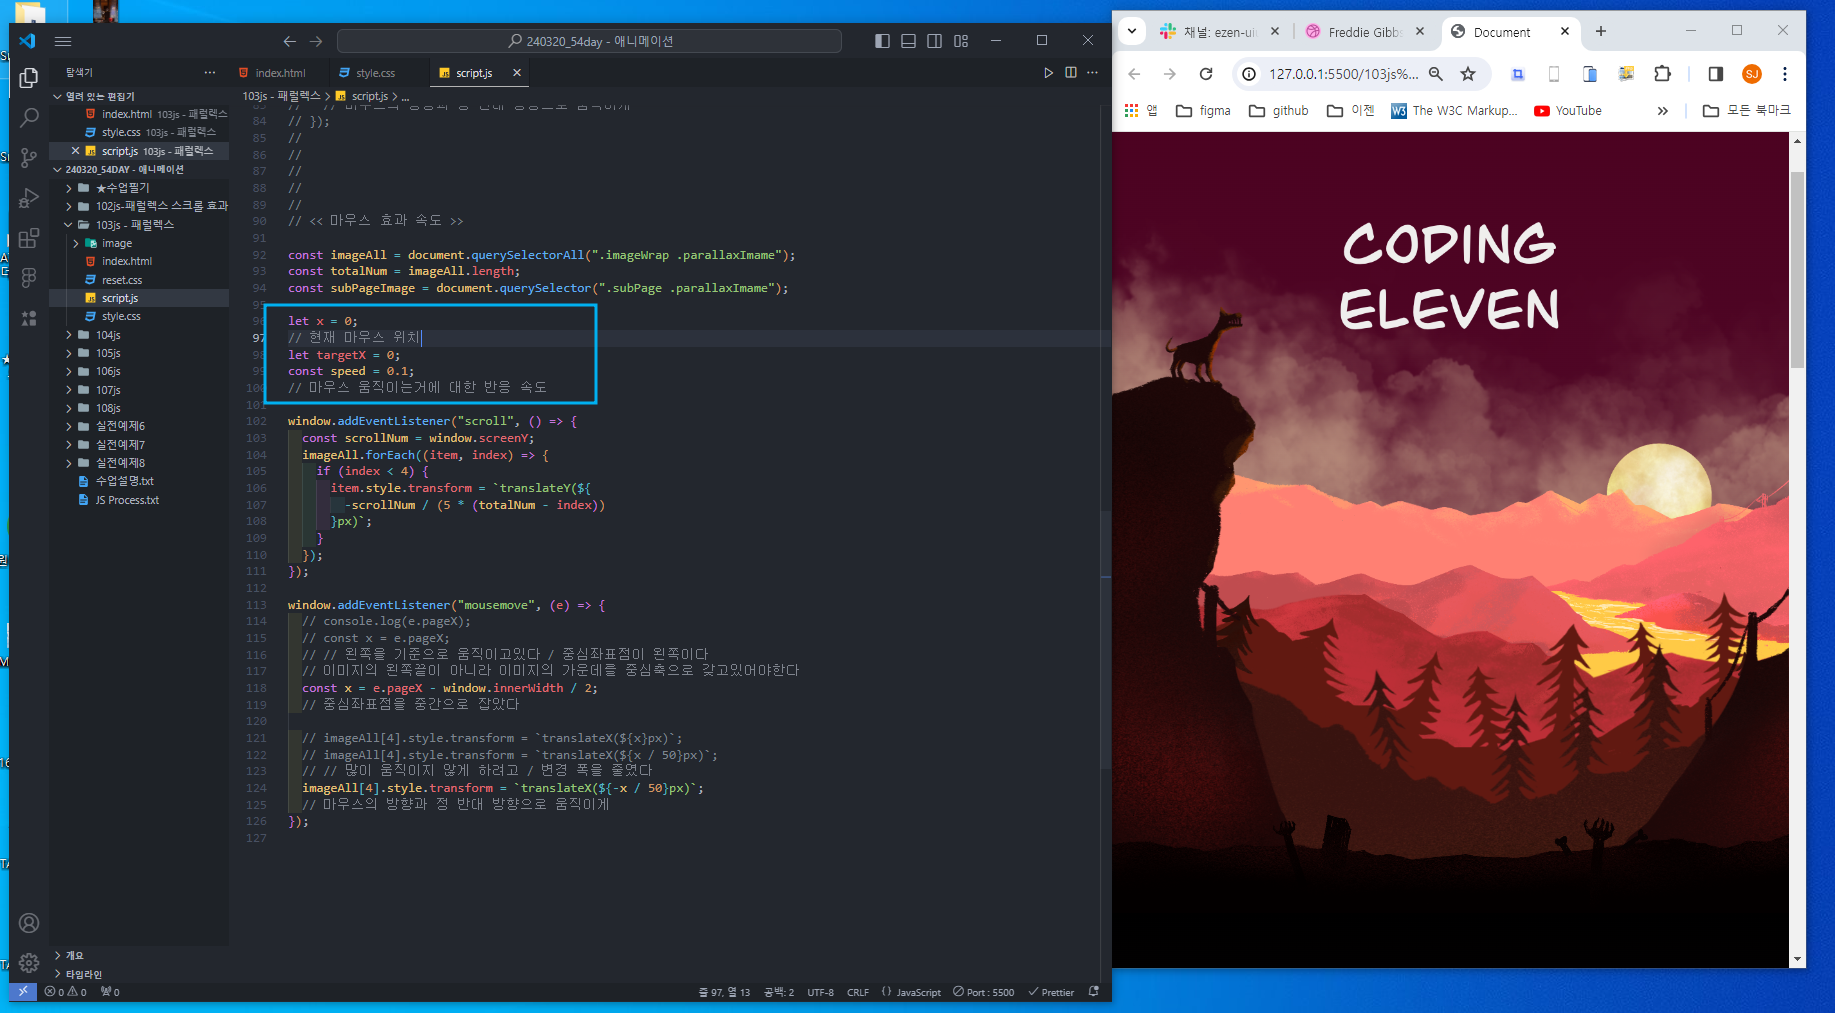 240320_54day - 애니메이션
탐색기
열려 있는 편집기
index.html 103js - 패럴렉스
style.css 103js - 패럴렉스
script.js 103js - 패럴렉스
240320_54DAY - 애니메이션
★수업필기
102js-패럴렉스 스크롤 효과
103js - 패럴렉스
image
index.html
reset.css
script.js
style.css
104js
105js
106js
107js
108js
실전예제6
실전예제7
실전예제8
수업설명.txt
JS Process.txt
개요
타임라인
index.html
style.css
script.js
103js - 패럴렉스 > script.js > ...
84 // });
85 //
86 //
87 //
88 //
89 //
90 // << 마우스 효과 속도 >>
91
92 const imageAll = document.querySelectorAll(".imageWrap .parallaxImame");
93 const totalNum = imageAll.length;
94 const subPageImage = document.querySelector(".subPage .parallaxImame");
95
96 let x = 0;
97 // 현재 마우스 위치
98 let targetX = 0;
99 const speed = 0.1;
100 // 마우스 움직이는거에 대한 반응 속도
101
102 window.addEventListener("scroll", () => {
103 const scrollNum = window.screenY;
104 imageAll.forEach((item, index) => {
105 if (index < 4) {
106 item.style.transform = `translateY(${
107 -scrollNum / (5 * (totalNum - index))
108 }px)`;
109 }
110 });
111 });
112
113 window.addEventListener("mousemove", (e) => {
114 // console.log(e.pageX);
115 // const x = e.pageX;
116 // // 왼쪽을 기준으로 움직이고있다 / 중심좌표점이 왼쪽이다
117 // 이미지의 왼쪽끝이 아니라 이미지의 가운데를 중심축으로 갖고있어야한다
118 const x = e.pageX - window.innerWidth / 2;
119 // 중심좌표점을 중간으로 잡았다
120
121 // imageAll[4].style.transform = `translateX(${x}px)`;
122 // imageAll[4].style.transform = `translateX(${x / 50}px)`;
123 // // 많이 움직이지 않게 하려고 / 변경 폭을 줄였다
124 imageAll[4].style.transform = `translateX(${-x / 50}px)`;
125 // 마우스의 방향과 정 반대 방향으로 움직이게
126 });
127
0 0 0
줄 97, 열 13 공백: 2 UTF-8 CRLF {} JavaScript Port : 5500 Prettier
채널: ezen-ui
Freddie Gibbs
Document
127.0.0.1:5500/103js%...
SJ
앱 figma github 이젠 The W3C Markup... YouTube » 모든 북마크
CODING
ELEVEN